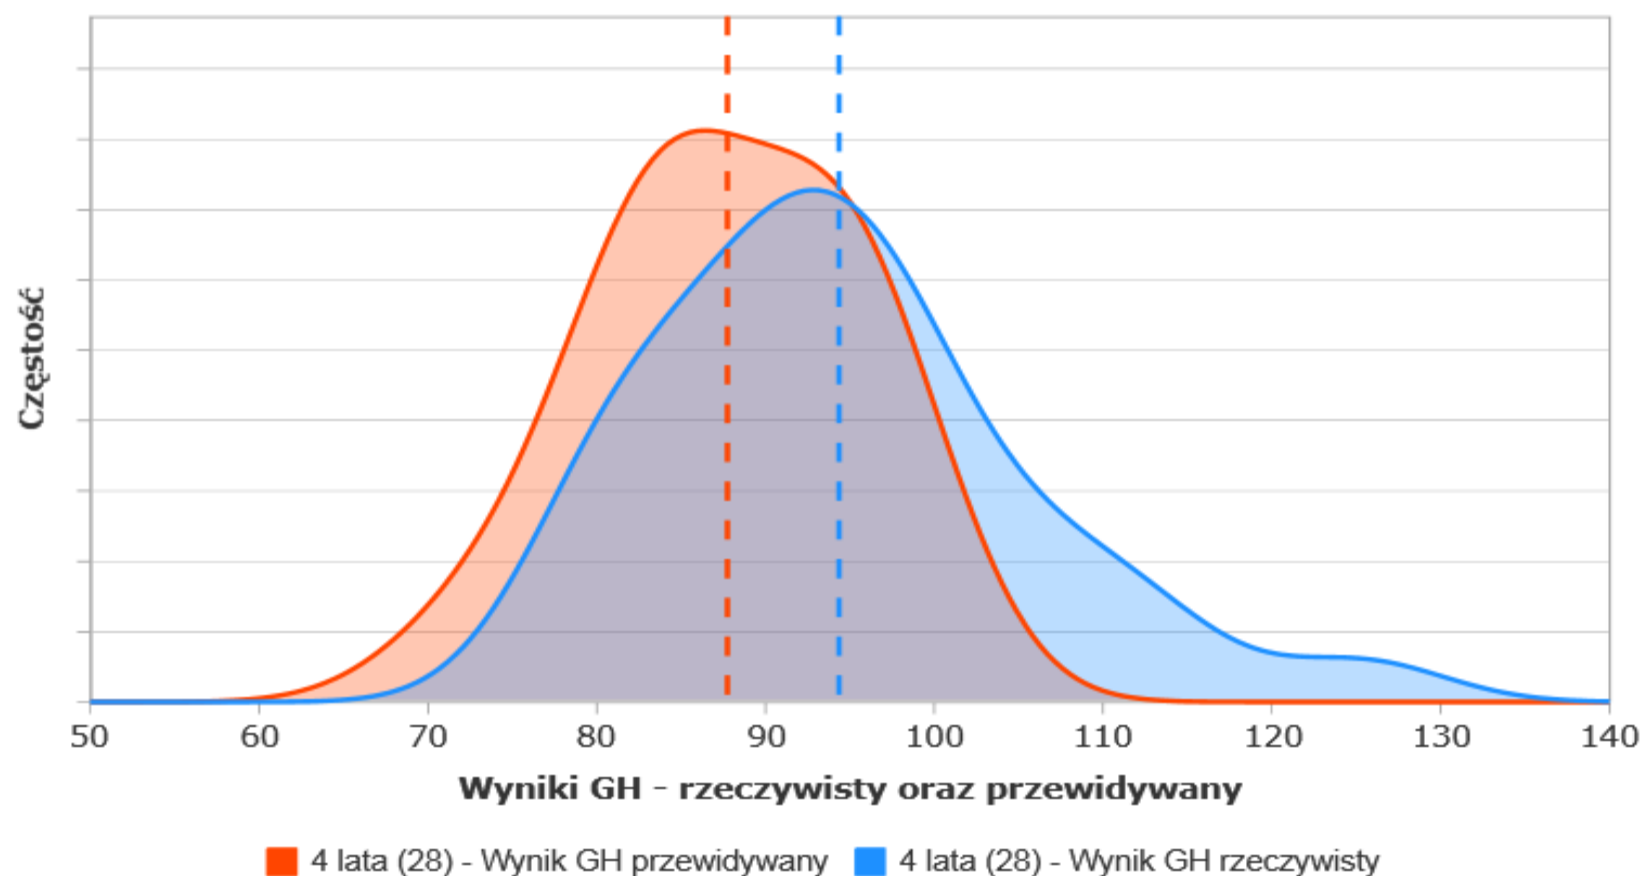 Częstość
50 60 70 80 90 100 110 120 130 140
Wyniki GH - rzeczywisty oraz przewidywany
4 lata (28) - Wynik GH przewidywany 4 lata (28) - Wynik GH rzeczywisty